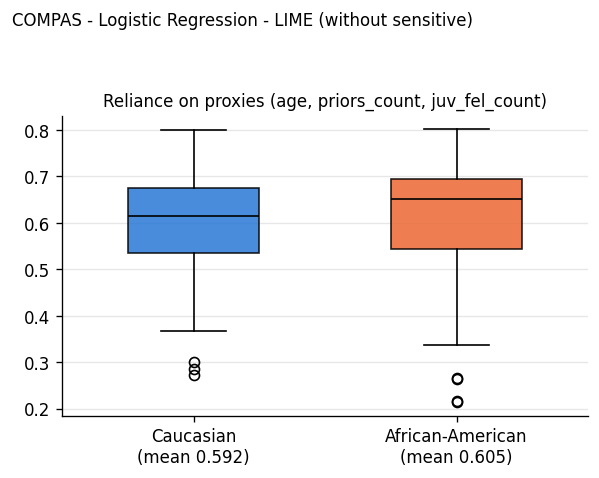 COMPAS - Logistic Regression - LIME (without sensitive)
Reliance on proxies (age, priors_count, juv_fel_count)
0.8
0.7
0.6
0.5
0.4
0.3
0.2
Caucasian
(mean 0.592)
African-American
(mean 0.605)